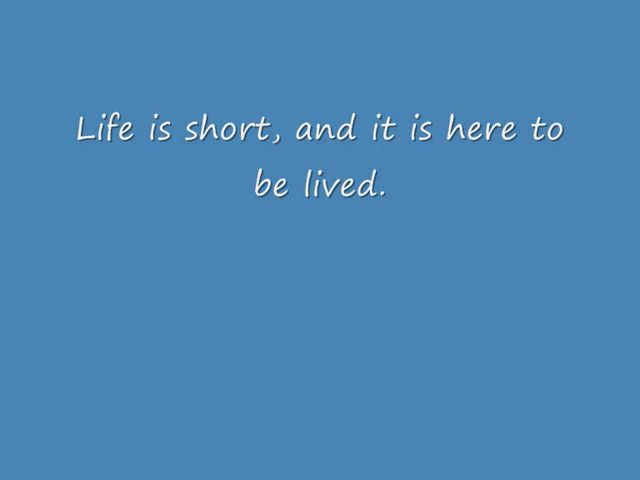 Life is short, and it is here to
be lived.